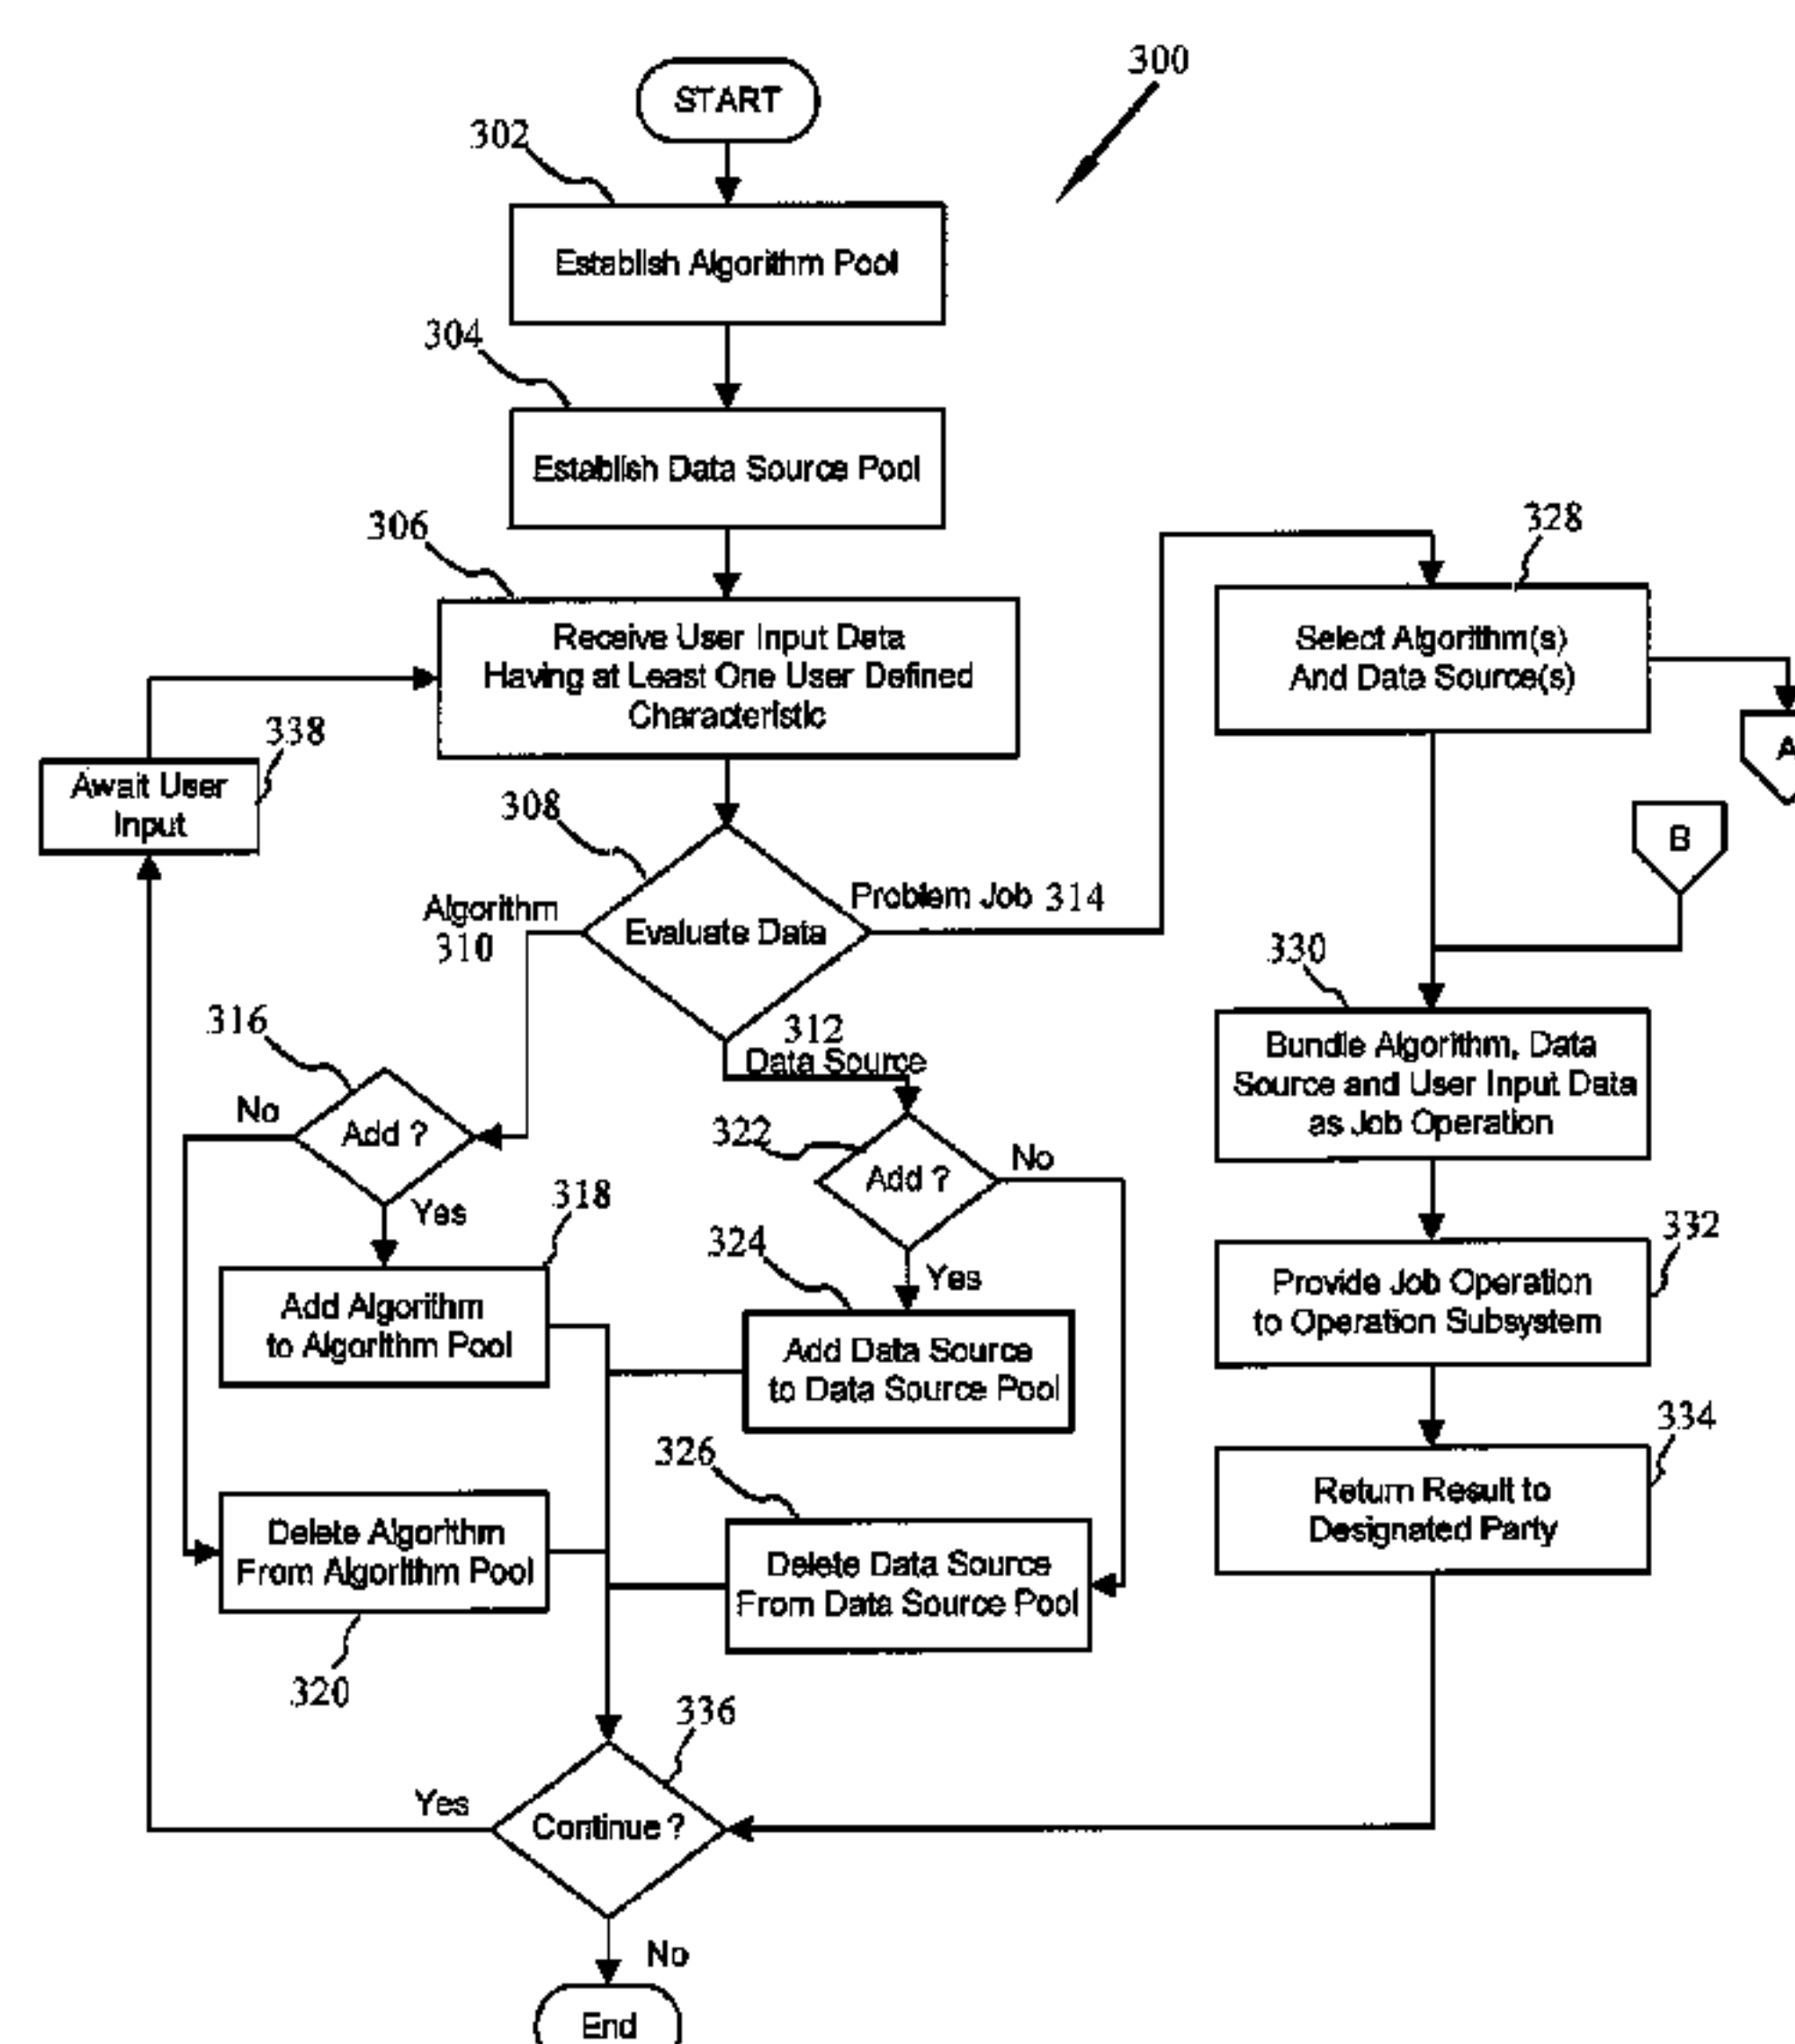 300
START
302
Establish Algorithm Pool
304
Establish Data Source Pool
306
Receive User Input Data
Having at Least One User Defined
Characteristic
328
Select Algorithm(s)
And Data Source(s)
A
338
Await User
Input
B
308
Evaluate Data
Algorithm
310
Problem Job 314
312
Data Source
330
Bundle Algorithm, Data
Source and User Input Data
as Job Operation
316
Add ?
No
Yes
322
Add ?
No
Yes
318
Add Algorithm
to Algorithm Pool
324
Add Data Source
to Data Source Pool
332
Provide Job Operation
to Operation Subsystem
334
Return Result to
Designated Party
326
Delete Algorithm
From Algorithm Pool
320
Delete Data Source
From Data Source Pool
336
Continue ?
Yes
No
End